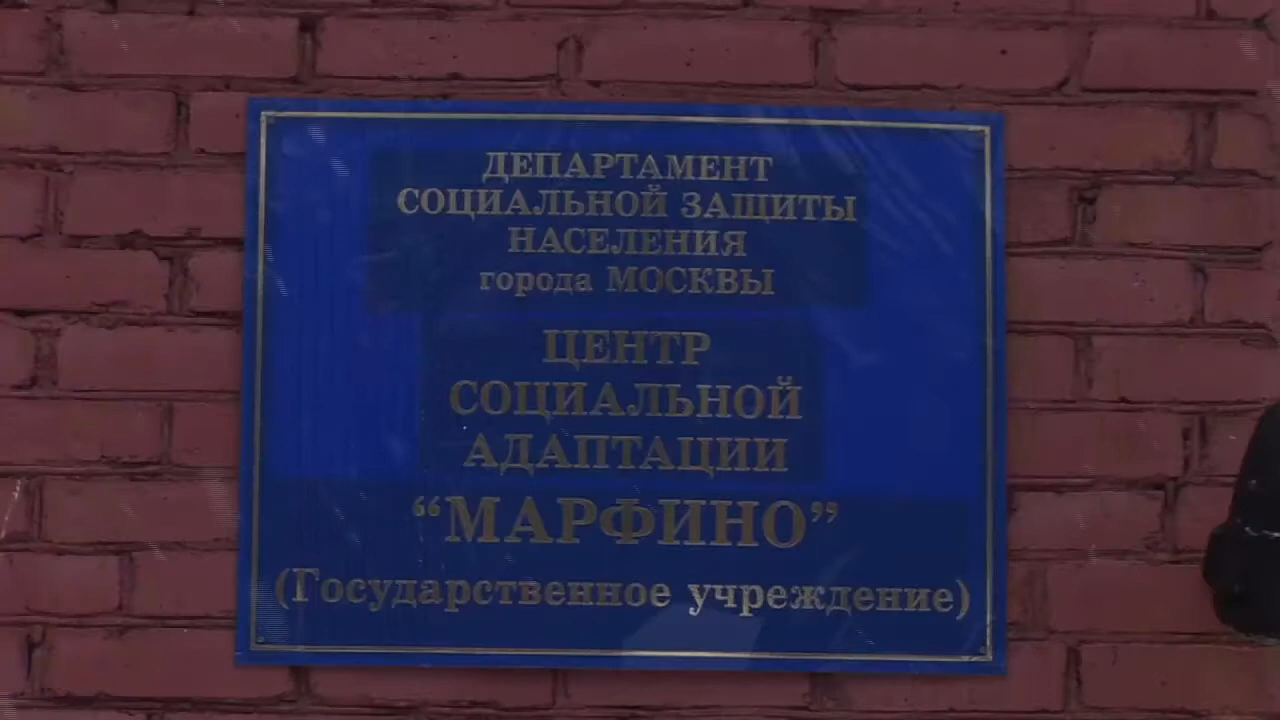 ДЕПАРТАМЕНТ
СОЦИАЛЬНОЙ ЗАЩИТЫ
НАСЕЛЕНИЯ
города МОСКВЫ
ЦЕНТР
СОЦИАЛЬНОЙ
АДАПТАЦИИ
“МАРФИНО”
(Государственное учреждение)